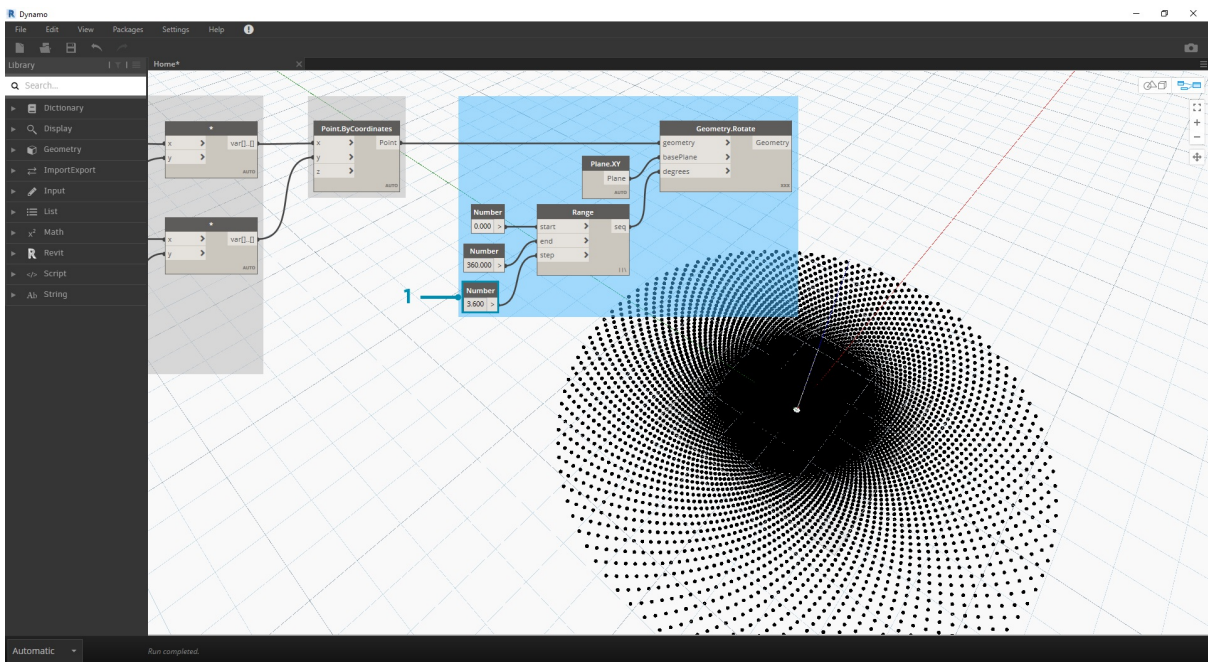 Dynamo
File Edit View Packages Settings Help
Library
Home*
Search...
Dictionary
Display
Geometry
ImportExport
Input
List
Math
Revit
Script
String
*
x > var[]..[]
y >
AUTO
*
x > var[]..[]
y >
AUTO
Point.ByCoordinates
x > Point
y >
z >
AUTO
Geometry.Rotate
geometry > Geometry
basePlane >
degrees >
xxx
Plane.XY
Plane
AUTO
Number
0.000 >
Range
start > seq
end >
step >
|\|\
Number
360.000 >
Number
3.600 >
1
Automatic
Run completed.